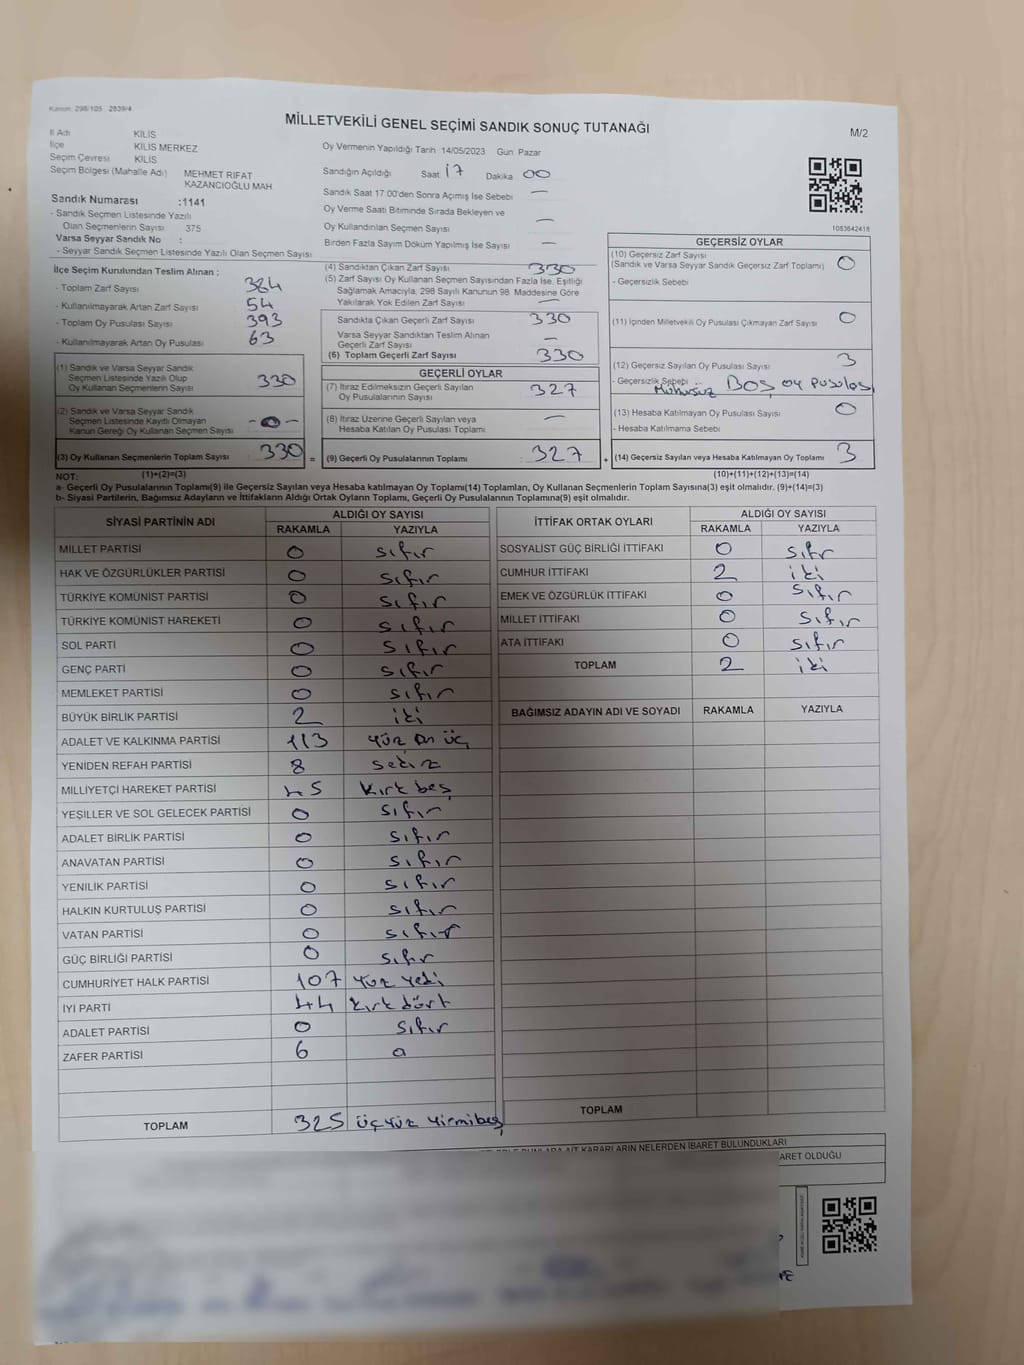 Kanun: 298/105 2839/4
MİLLETVEKİLİ GENEL SEÇİMİ SANDIK SONUÇ TUTANAĞI
M/2
İl Adı KİLİS
İlçe KİLİS MERKEZ
Seçim Çevresi KİLİS
Seçim Bölgesi (Mahalle Adı) MEHMET RIFAT
KAZANCIOĞLU MAH
Sandık Numarası :1141
- Sandık Seçmen Listesinde Yazılı
Olan Seçmenlerin Sayısı 375
Varsa Seyyar Sandık No :
- Seyyar Sandık Seçmen Listesinde Yazılı Olan Seçmen Sayısı
Oy Vermenin Yapıldığı Tarih :14/05/2023 Gün: Pazar
Sandığın Açıldığı Saat 17 Dakika 00
Sandık Saat 17:00'den Sonra Açımış İse Sebebi —
Oy Verme Saati Bitiminde Sırada Bekleyen ve
Oy Kullandırılan Seçmen Sayısı —
Birden Fazla Sayım Döküm Yapılmış İse Sayısı —
1083642418
İlçe Seçim Kurulundan Teslim Alınan :
- Toplam Zarf Sayısı 384
- Kullanılmayarak Artan Zarf Sayısı 54
- Toplam Oy Pusulası Sayısı 393
- Kullanılmayarak Artan Oy Pusulası 63
(1) Sandık ve Varsa Seyyar Sandık
Seçmen Listesinde Yazılı Olup
Oy Kullanan Seçmenlerin Sayısı 330
(2) Sandık ve Varsa Seyyar Sandık
Seçmen Listesinde Kayıtlı Olmayan
Kanun Gereği Oy Kullanan Seçmen Sayısı - 0 -
(3) Oy Kullanan Seçmenlerin Toplam Sayısı 330 =
(4) Sandıktan Çıkan Zarf Sayısı 330
(5) Zarf Sayısı Oy Kullanan Seçmen Sayısından Fazla İse, Eşitliği
Sağlamak Amacıyla, 298 Sayılı Kanunun 98. Maddesine Göre
Yakılarak Yok Edilen Zarf Sayısı —
Sandıkta Çıkan Geçerli Zarf Sayısı 330
Varsa Seyyar Sandıktan Teslim Alınan
Geçerli Zarf Sayısı —
(6) Toplam Geçerli Zarf Sayısı 330
GEÇERLİ OYLAR
(7) İtiraz Edilmeksizin Geçerli Sayılan
Oy Pusulalarının Sayısı 327
(8) İtiraz Üzerine Geçerli Sayılan veya
Hesaba Katılan Oy Pusulası Toplamı —
(9) Geçerli Oy Pusulalarının Toplamı 327 +
GEÇERSİZ OYLAR
(10) Geçersiz Zarf Sayısı
(Sandık ve Varsa Seyyar Sandık Geçersiz Zarf Toplamı) 0
- Geçersizlik Sebebi
(11) İçinden Milletvekili Oy Pusulası Çıkmayan Zarf Sayısı 0
(12) Geçersiz Sayılan Oy Pusulası Sayısı 3
- Geçersizlik Sebebi Mühürsüz Boş oy pusulası
(13) Hesaba Katılmayan Oy Pusulası Sayısı 0
- Hesaba Katılmama Sebebi
(14) Geçersiz Sayılan veya Hesaba Katılmayan Oy Toplamı 3
NOT: (1)+(2)=(3) (10)+(11)+(12)+(13)=(14)
a- Geçerli Oy Pusulalarının Toplamı(9) ile Geçersiz Sayılan veya Hesaba katılmayan Oy Toplamı(14) Toplamları, Oy Kullanan Seçmenlerin Toplam Sayısına(3) eşit olmalıdır. (9)+(14)=(3)
b- Siyasi Partilerin, Bağımsız Adayların ve İttifakların Aldığı Ortak Oyların Toplamı, Geçerli Oy Pusulalarının Toplamına(9) eşit olmalıdır.
SİYASİ PARTİNİN ADI ALDIĞI OY SAYISI
RAKAMLA YAZIYLA
MİLLET PARTİSİ 0 sıfır
HAK VE ÖZGÜRLÜKLER PARTİSİ 0 sıfır
TÜRKİYE KOMÜNİST PARTİSİ 0 sıfır
TÜRKİYE KOMÜNİST HAREKETİ 0 sıfır
SOL PARTİ 0 sıfır
GENÇ PARTİ 0 sıfır
MEMLEKET PARTİSİ 0 sıfır
BÜYÜK BİRLİK PARTİSİ 2 iki
ADALET VE KALKINMA PARTİSİ 113 yüz on üç
YENİDEN REFAH PARTİSİ 8 sekiz
MİLLİYETÇİ HAREKET PARTİSİ 45 kırk beş
YEŞİLLER VE SOL GELECEK PARTİSİ 0 sıfır
ADALET BİRLİK PARTİSİ 0 sıfır
ANAVATAN PARTİSİ 0 sıfır
YENİLİK PARTİSİ 0 sıfır
HALKIN KURTULUŞ PARTİSİ 0 sıfır
VATAN PARTİSİ 0 sıfır
GÜÇ BİRLİĞİ PARTİSİ 0 sıfır
CUMHURİYET HALK PARTİSİ 107 yüz yedi
İYİ PARTİ 44 kırk dört
ADALET PARTİSİ 0 sıfır
ZAFER PARTİSİ 6 a
TOPLAM 325 üçyüz yirmibeş
İTTİFAK ORTAK OYLARI ALDIĞI OY SAYISI
RAKAMLA YAZIYLA
SOSYALİST GÜÇ BİRLİĞİ İTTİFAKI 0 sıfr
CUMHUR İTTİFAKI 2 iki
EMEK VE ÖZGÜRLÜK İTTİFAKI 0 sıfır
MİLLET İTTİFAKI 0 sıfır
ATA İTTİFAKI 0 sıfır
TOPLAM 2 iki
BAĞIMSIZ ADAYIN ADI VE SOYADI RAKAMLA YAZIYLA
TOPLAM
KARARLARIN NELERDEN İBARET BULUNDUKLARI
ARET OLDUĞU